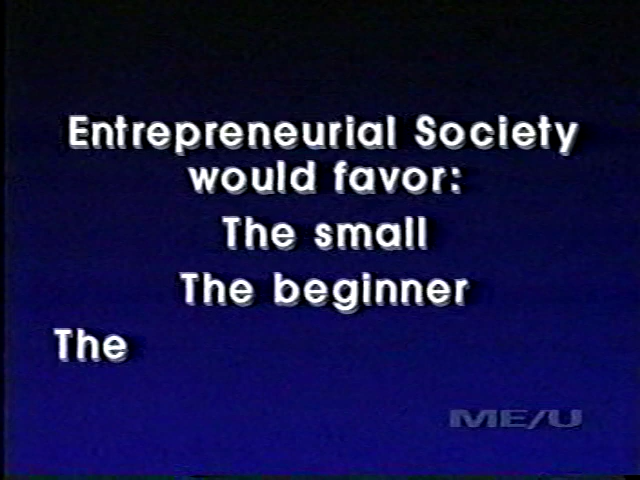 Entrepreneurial Society
would favor:
The small
The beginner
The
ME/U